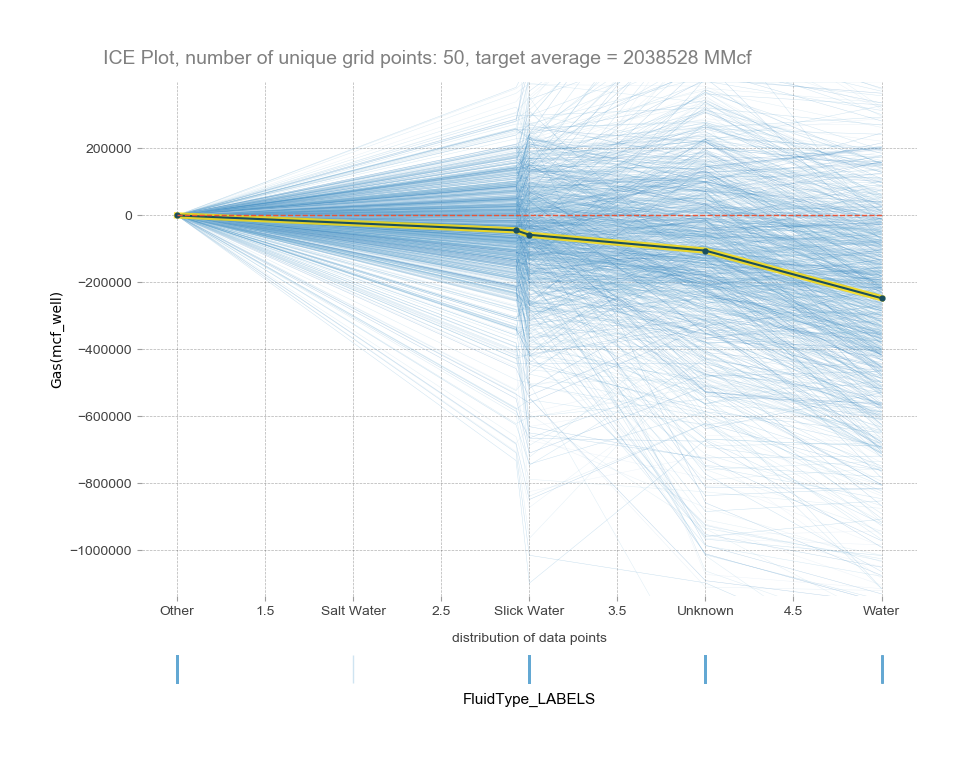 ICE Plot, number of unique grid points: 50, target average = 2038528 MMcf
200000
0
−200000
−400000
−600000
−800000
−1000000
Gas(mcf_well)
Other 1.5 Salt Water 2.5 Slick Water 3.5 Unknown 4.5 Water
distribution of data points
FluidType_LABELS